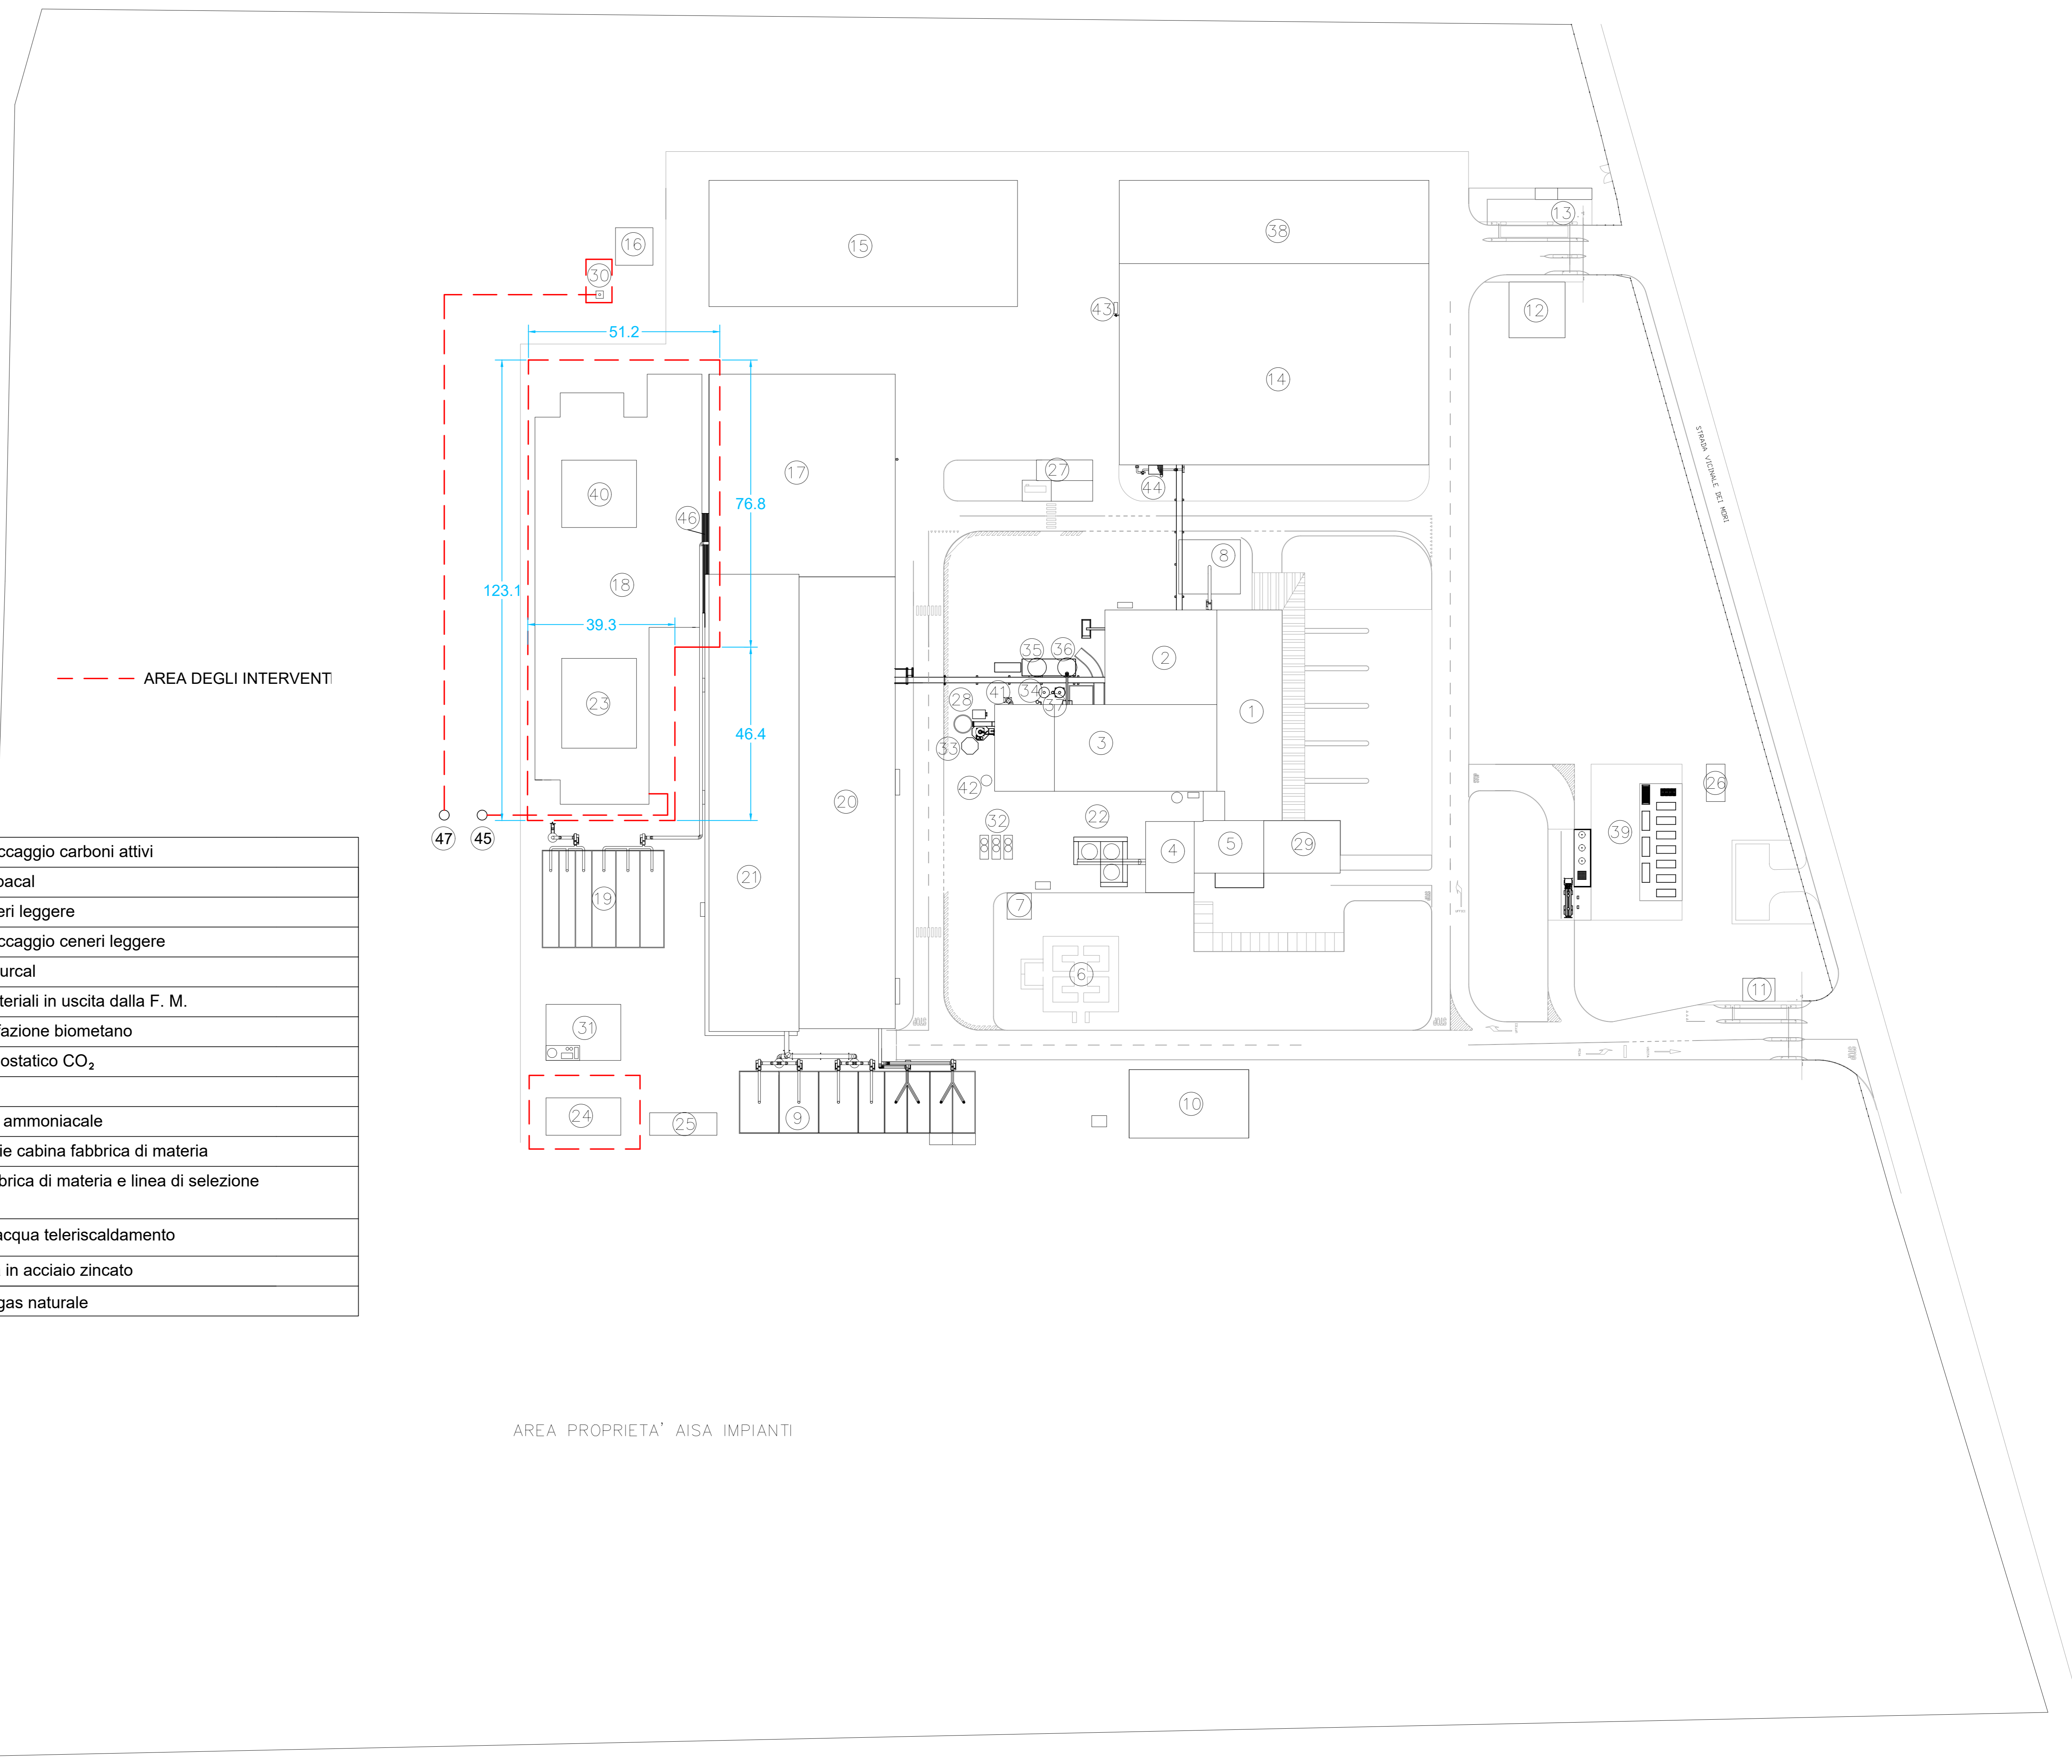 13
16
15
38
30
12
43
51.2
14
17
27
44
40
76.8
46
8
STRADA VICINALE DEI MORI
18
123.1
39.3
35
36
2
AREA DEGLI INTERVENTI
41
34
37
23
28
1
33
3
46.4
42
20
26
47
45
32
22
39
4
5
29
21
19
7
6
11
31
STOP
STOP
STOP
24
25
9
10
ccaggio carboni attivi
pacal
eri leggere
ccaggio ceneri leggere
urcal
teriali in uscita dalla F. M.
fazione biometano
ostatico CO₂
ammoniacale
ie cabina fabbrica di materia
brica di materia e linea di selezione
acqua teleriscaldamento
in acciaio zincato
gas naturale
AREA PROPRIETA' AISA IMPIANTI